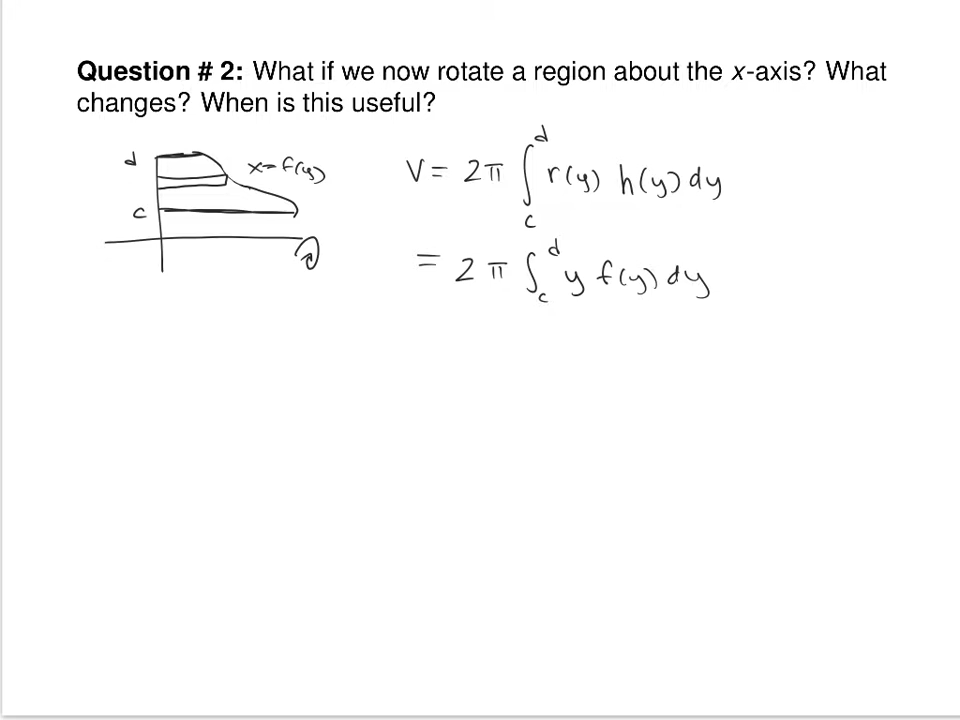 Question # 2: What if we now rotate a region about the x-axis? What
changes? When is this useful?
d
x=f(y)
c
V = 2π ∫_c^d r(y) h(y) dy
= 2π ∫_c^d y f(y) dy